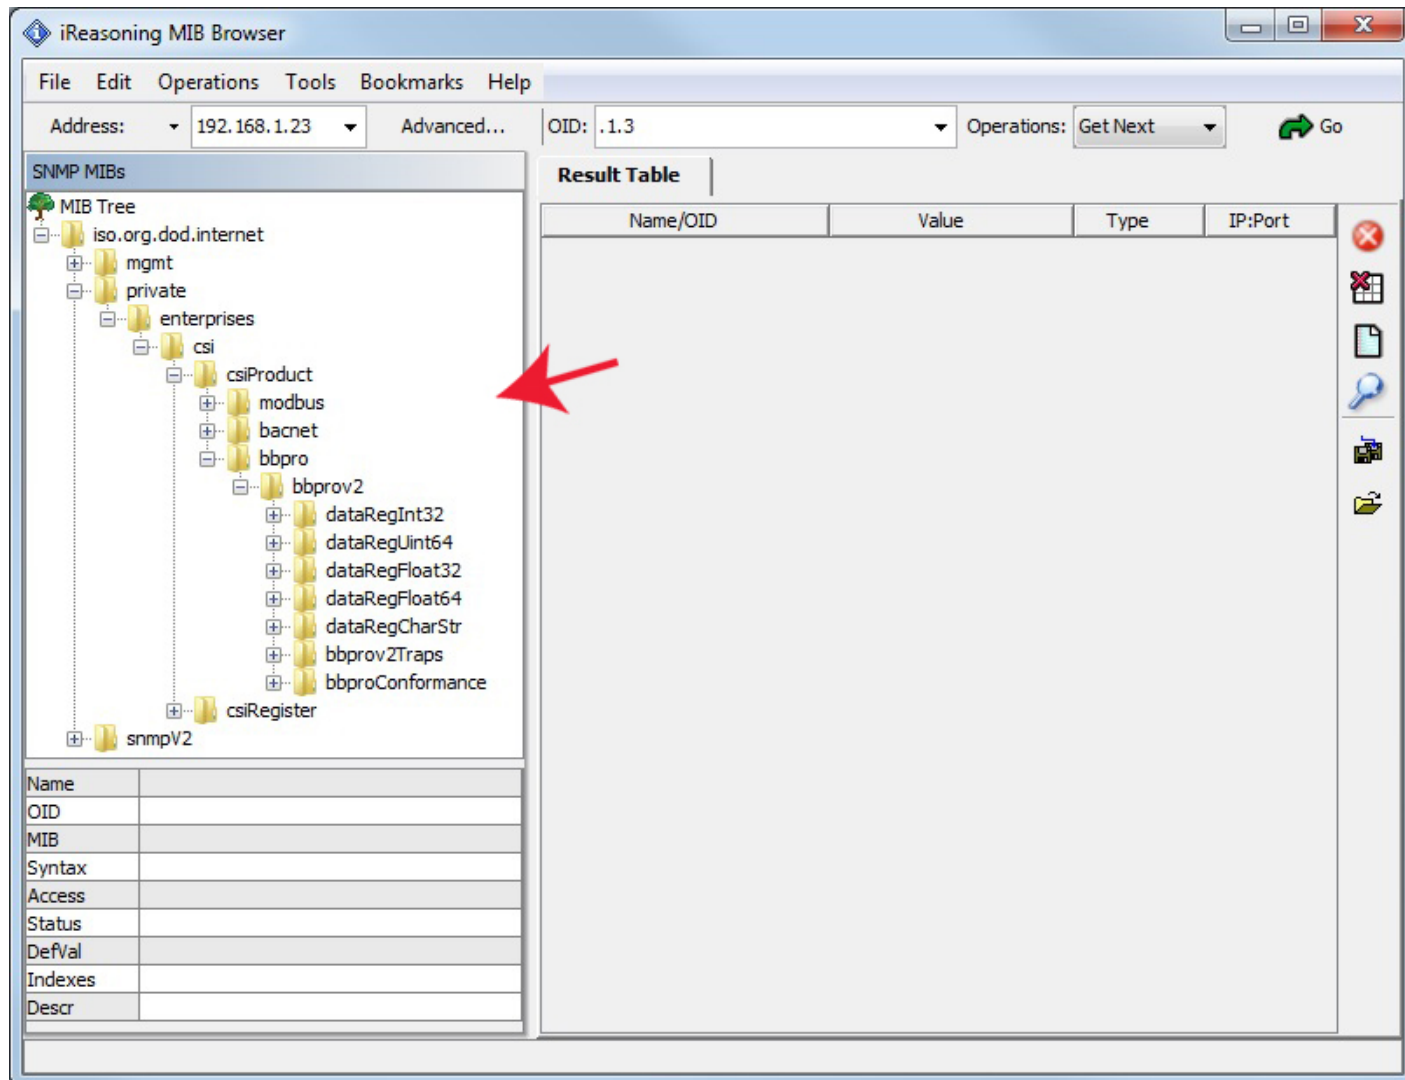 iReasoning MIB Browser
File Edit Operations Tools Bookmarks Help
Address: 192.168.1.23 Advanced... OID: .1.3 Operations: Get Next Go
SNMP MIBs
Result Table
Name/OID Value Type IP:Port
MIB Tree
iso.org.dod.internet
mgmt
private
enterprises
csi
csiProduct
modbus
bacnet
bbpro
bbprov2
dataRegInt32
dataRegUint64
dataRegFloat32
dataRegFloat64
dataRegCharStr
bbprov2Traps
bbproConformance
csiRegister
snmpV2
Name
OID
MIB
Syntax
Access
Status
DefVal
Indexes
Descr